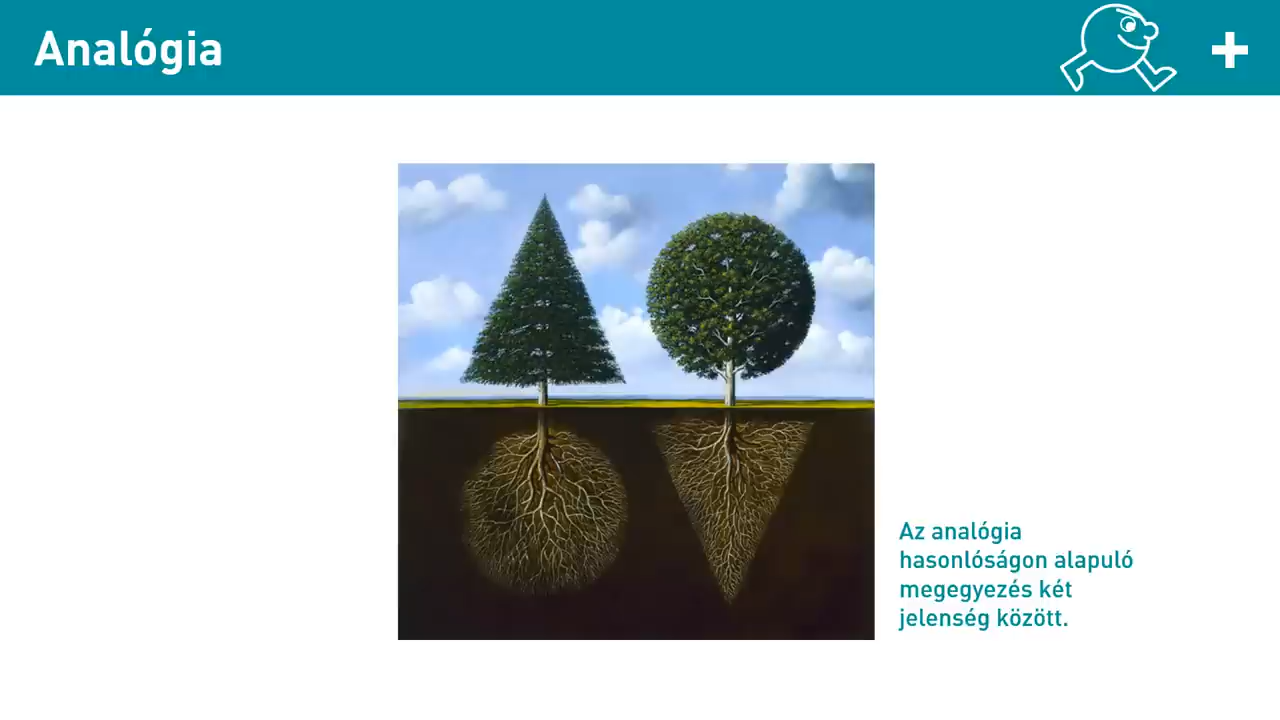 Analógia
Az analógia
hasonlóságon alapuló
megegyezés két
jelenség között.